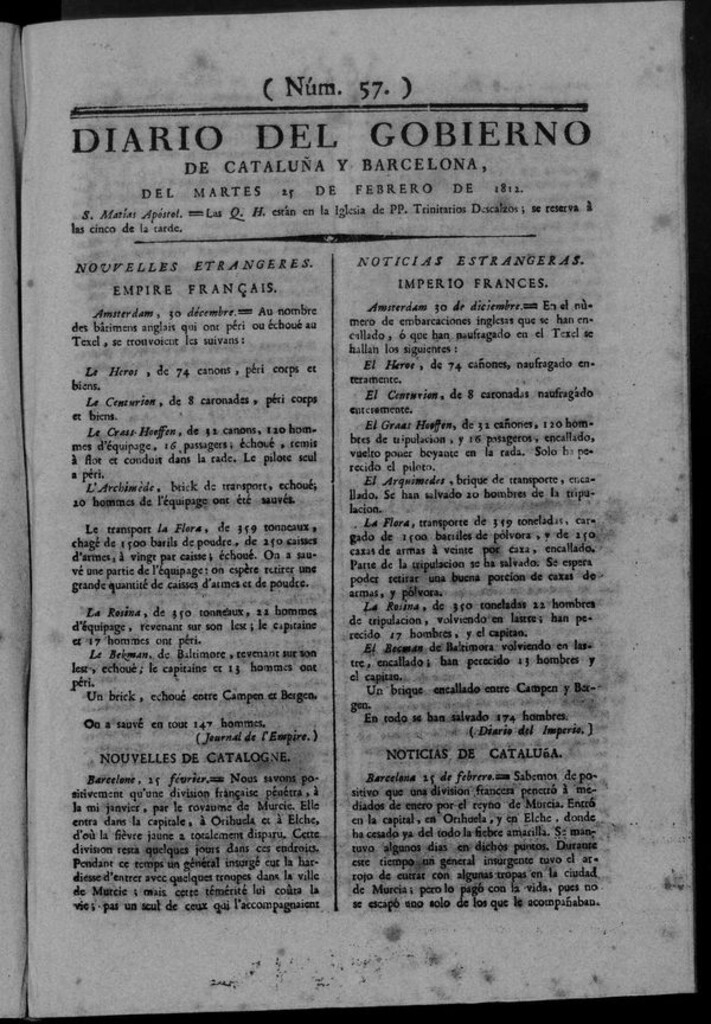 ( Núm. 57. )
DIARIO DEL GOBIERNO
DE CATALUÑA Y BARCELONA,
DEL MARTES 25 DE FEBRERO DE 1812.
S. Matías Apóstol. = Las Q. H. están en la Iglesia de PP. Trinitarios Descalzos; se reserva á
las cinco de la tarde.
NOUVELLES ETRANGERES.
EMPIRE FRANÇAIS.
Amsterdam, 30 décembre. = Au nombre
des bâtimens anglais qui ont péri ou échoué au
Texel, se trouvoient les suivans:
Le Heros, de 74 canons, péri corps et
biens.
Le Centurion, de 8 caronades, péri corps
et biens.
Le Crass-Hoeffen, de 32 canons, 120 hom-
mes d'équipage, 16 passagers; échoué, remis
à flot et conduit dans la rade. Le pilote seul
a péri.
L'Archimède, brick de transport, echoué;
20 hommes de l'équipage ont été sauvés.
Le transport la Flora, de 359 tonneaux,
chagé de 1500 barils de poudre, de 250 caisses
d'armes, à vingt par caisse; échoué. On a sau-
vé une partie de l'équipage: on espère retirer une
grande quantité de caisses d'armes et de poudre.
La Rosina, de 350 tonneaux, 22 hommes
d'équipage, revenant sur son lest; le capitaine
et 17 hommes ont péri.
Le Bekman, de Baltimore, revenant sur son
lest, echoué; le capitaine et 13 hommes ont
péri.
Un brick, echoué entre Campen et Bergen.
On a sauvé en tout 147 hommes.
(Journal de l'Empire.)
NOUVELLES DE CATALOGNE.
Barcelone, 25 février. = Nous savons po-
sitivement qu'une division française pénétra, à
la mi janvier, par le royaume de Murcie. Elle
entra dans la capitale, à Orihuela et à Elche,
d'où la fièvre jaune a totalement disparu. Cette
division resta quelques jours dans ces endroits.
Pendant ce temps un général insurgé eut la har-
diesse d'entrer avec quelques troupes dans la ville
de Murcie; mais cette témérité lui coûta la
vie; pas un seul de ceux qui l'accompagnaient
NOTICIAS ESTRANGERAS.
IMPERIO FRANCES.
Amsterdam 30 de diciembre. = En el nú-
mero de embarcaciones inglesas que se han en-
callado, ó que han naufragado en el Texel se
hallan los siguientes:
El Heros, de 74 cañones, naufragado en-
teramente.
El Centurion, de 8 caronadas naufragado
enteramente.
El Graas Hoeffen, de 32 cañones, 120 hom-
bres de tripulacion, y 16 pasageros, encallado,
vuelto poner boyante en la rada. Solo ha pe-
recido el piloto.
El Arquimedes, brique de transporte, enca-
llado. Se han salvado 20 hombres de la tripu-
lacion.
La Flora, transporte de 359 toneladas, car-
gado de 1500 barriles de pólvora, y de 250
caxas de armas à veinte por caxa, encallado.
Parte de la tripulacion se ha salvado. Se espera
poder retirar una buena porcion de caxas de
armas, y pólvora.
La Rosina, de 350 toneladas 22 hombres
de tripulacion, volviendo en lastre; han pe-
recido 17 hombres, y el capitan.
El Becman de Baltimora volviendo en las-
tre, encallado; han perecido 13 hombres y
el capitan.
Un brique encallado entre Campen y Ber-
gen.
En todo se han salvado 174 hombres.
(Diario del Imperio.)
NOTICIAS DE CATALUñA.
Barcelona 25 de febrero. = Sabemos de po-
sitivo que una division francesa penetró à me-
diados de enero por el reyno de Murcia. Entró
en la capital, en Orihuela, y en Elche, donde
ha cesado ya del todo la fiebre amarilla. Se man-
tuvo algunos dias en dichos puntos. Durante
este tiempo un general insurgente tuvo el ar-
rojo de entrar con algunas tropas en la ciudad
de Murcia; pero lo pagó con la vida, pues no
se escapó uno solo de los que le acompañaban.